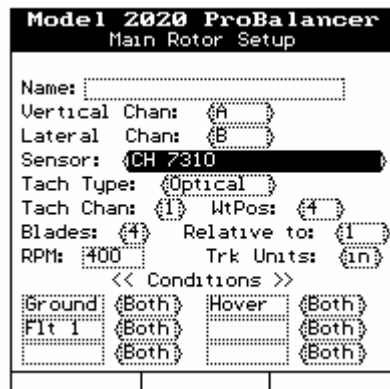 Model 2020 ProBalancer
Main Rotor Setup
Name:
Vertical Chan: {A }
Lateral Chan: {B }
Sensor: {CH 7310 }
Tach Type: {Optical }
Tach Chan: {1} WtPos: {4 }
Blades: {4} Relative to: {1 }
RPM: 400 Trk Units: {in}
<< Conditions >>
Ground {Both} Hover {Both}
Flt 1 {Both} {Both}
{Both} {Both}